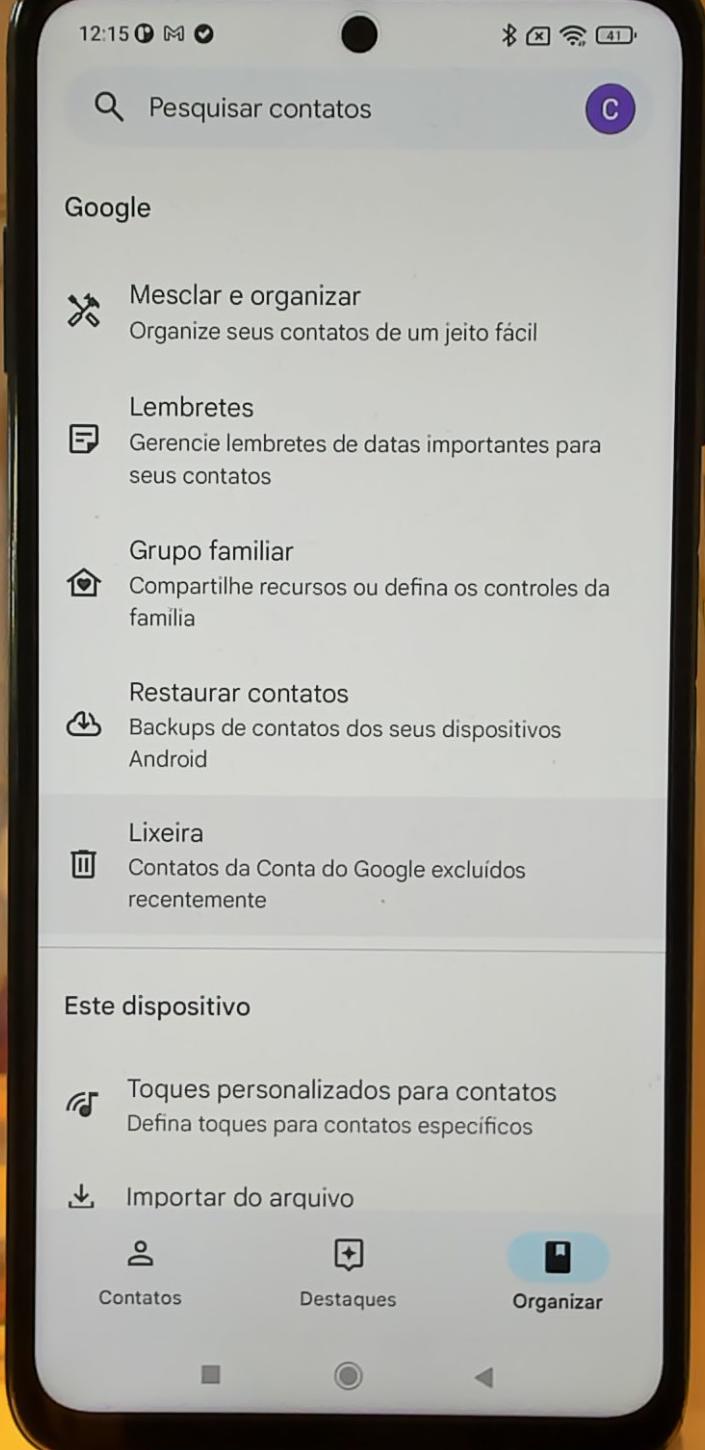 12:15
41
Pesquisar contatos
C
Google
Mesclar e organizar
Organize seus contatos de um jeito fácil
Lembretes
Gerencie lembretes de datas importantes para
seus contatos
Grupo familiar
Compartilhe recursos ou defina os controles da
família
Restaurar contatos
Backups de contatos dos seus dispositivos
Android
Lixeira
Contatos da Conta do Google excluídos
recentemente
Este dispositivo
Toques personalizados para contatos
Defina toques para contatos específicos
Importar do arquivo
Contatos
Destaques
Organizar